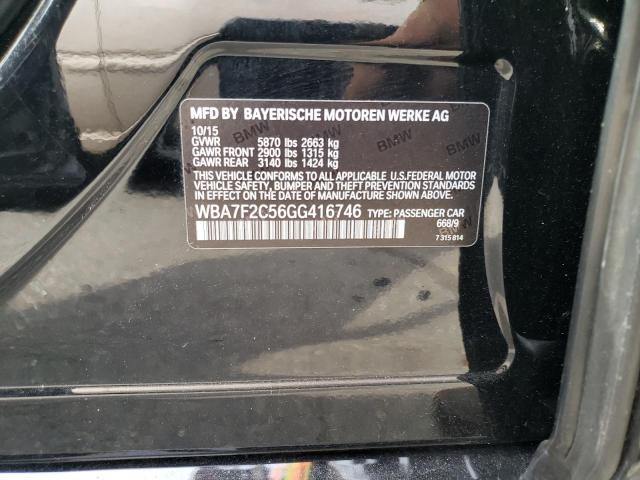 MFD BY BAYERISCHE MOTOREN WERKE AG
10/15
GVWR 5870 lbs 2663 kg
GAWR FRONT 2900 lbs 1315 kg
GAWR REAR 3140 lbs 1424 kg
BMW
BMW
THIS VEHICLE CONFORMS TO ALL APPLICABLE U.S.FEDERAL MOTOR
VEHICLE SAFETY, BUMPER AND THEFT PREVENTION STANDARDS
IN EFFECT ON THE DATE OF MANUFACTURE SHOWN ABOVE.
WBA7F2C56GG416746 TYPE: PASSENGER CAR
668/9
7 315 814